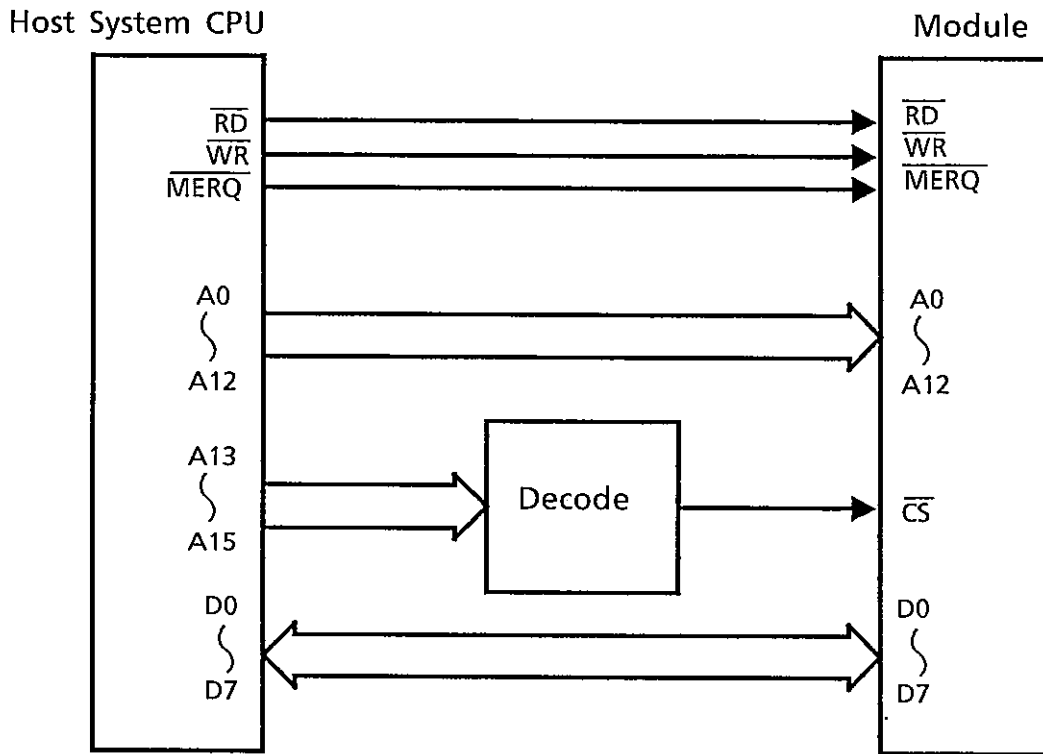 Host System CPU
Module
RD
WR
MERQ
RD
WR
MERQ
A0
A12
A0
A12
A13
A15
Decode
CS
D0
D7
D0
D7